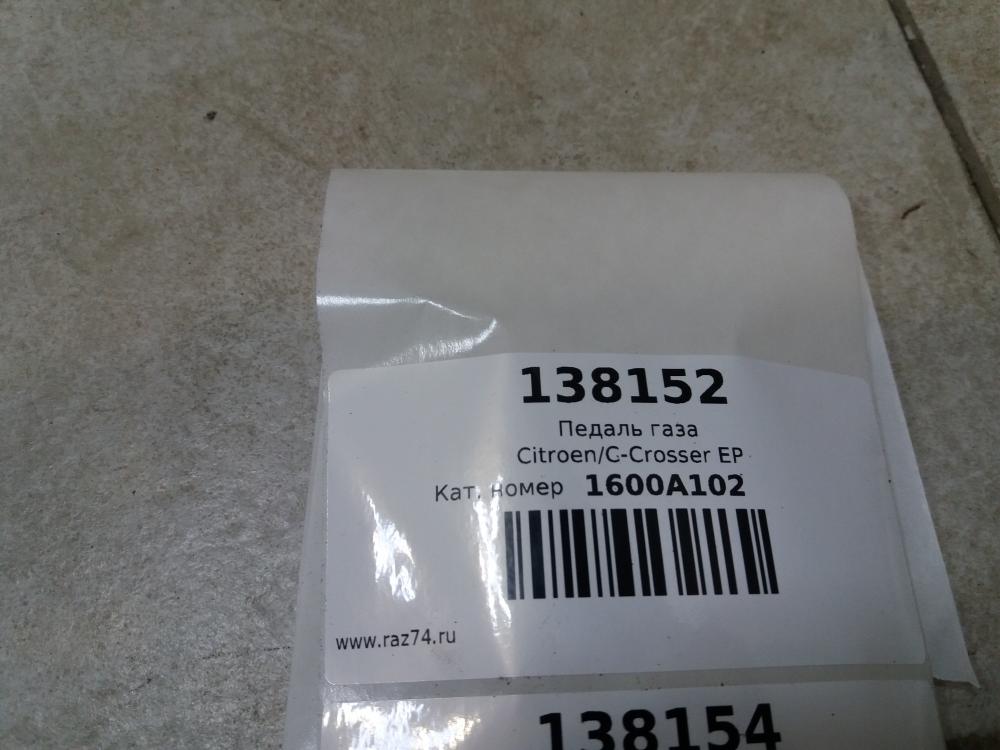 138152
Педаль газа
Citroen/C-Crosser EP
Кат. номер 1600A102
www.raz74.ru
138154